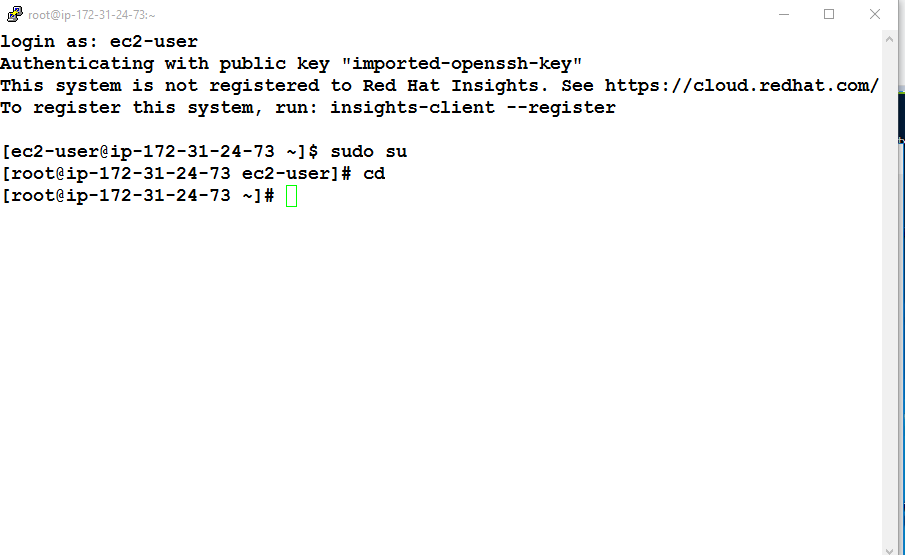 root@ip-172-31-24-73:~
login as: ec2-user
Authenticating with public key "imported-openssh-key"
This system is not registered to Red Hat Insights. See https://cloud.redhat.com/
To register this system, run: insights-client --register
[ec2-user@ip-172-31-24-73 ~]$ sudo su
[root@ip-172-31-24-73 ec2-user]# cd
[root@ip-172-31-24-73 ~]#